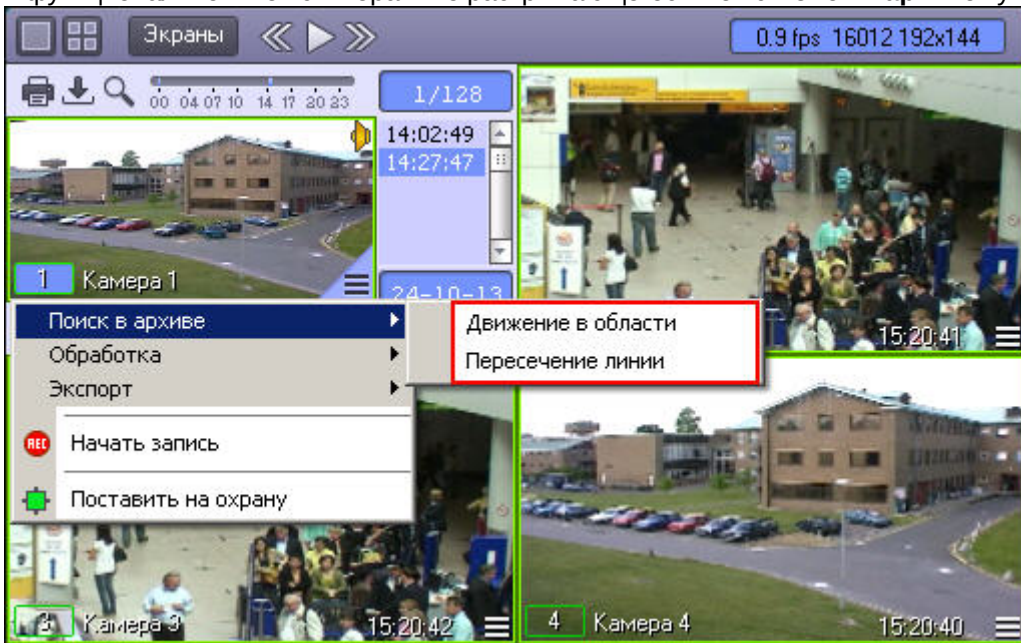 Экраны
0.9 fps 16012 192x144
00 04 07 10 14 17 20 23
1/128
14:02:49
14:27:47
1 Камера 1
24-10-13
Поиск в архиве
Движение в области
15:20:41
Обработка
Пересечение линии
Экспорт
REC Начать запись
Поставить на охрану
3 Камера 3
15:20:42
4 Камера 4
15:20:40